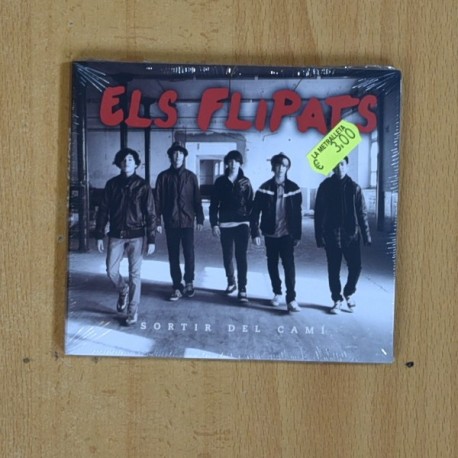 ELS FLIPATS
LA METRALLETA
€ 3,00
SORTIR DEL CAMÍ